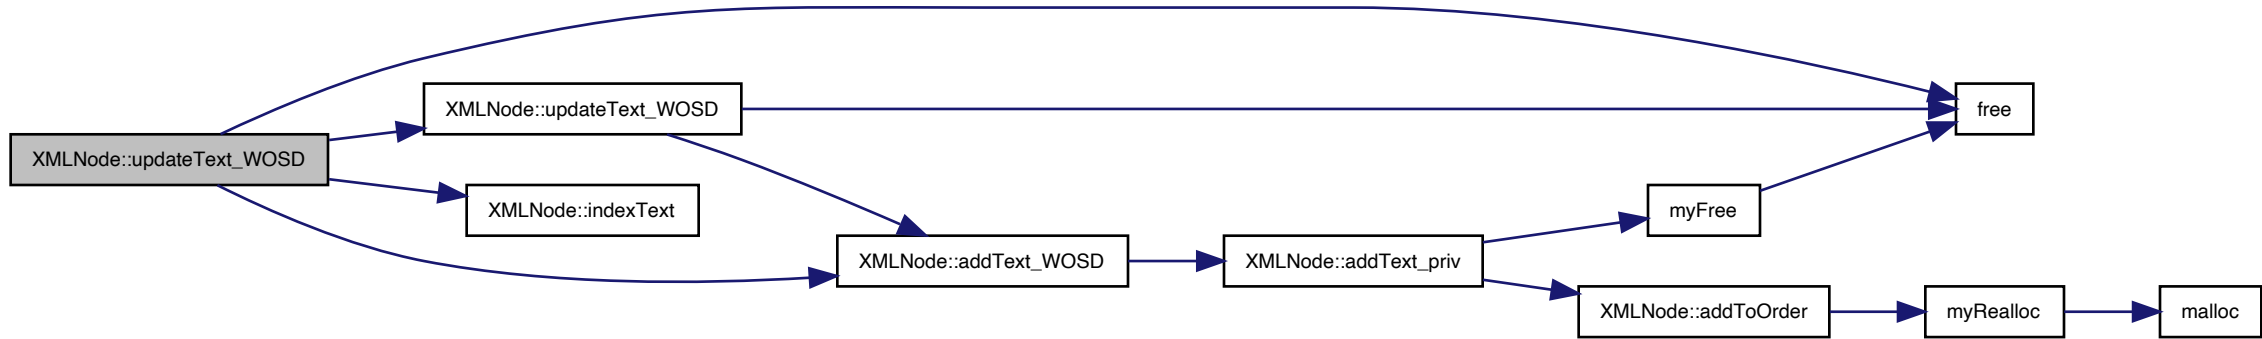 XMLNode::updateText_WOSD
XMLNode::updateText_WOSD
free
XMLNode::indexText
myFree
XMLNode::addText_WOSD
XMLNode::addText_priv
XMLNode::addToOrder
myRealloc
malloc